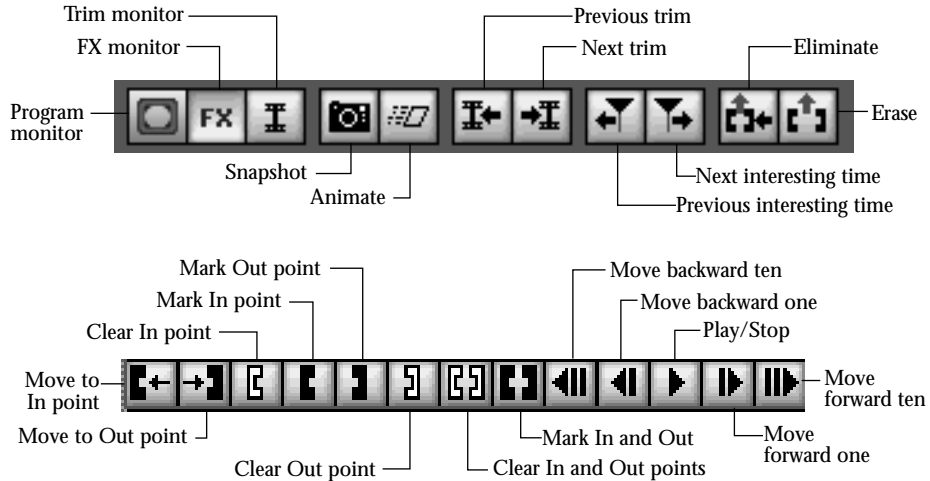 Trim monitor
Previous trim
FX monitor
Next trim
Eliminate
Program
monitor
FX
Erase
Snapshot
Animate
Next interesting time
Previous interesting time
Mark Out point
Move backward ten
Mark In point
Move backward one
Clear In point
Play/Stop
Move to
In point
Move
forward ten
Move to Out point
Mark In and Out
Move
forward one
Clear Out point
Clear In and Out points